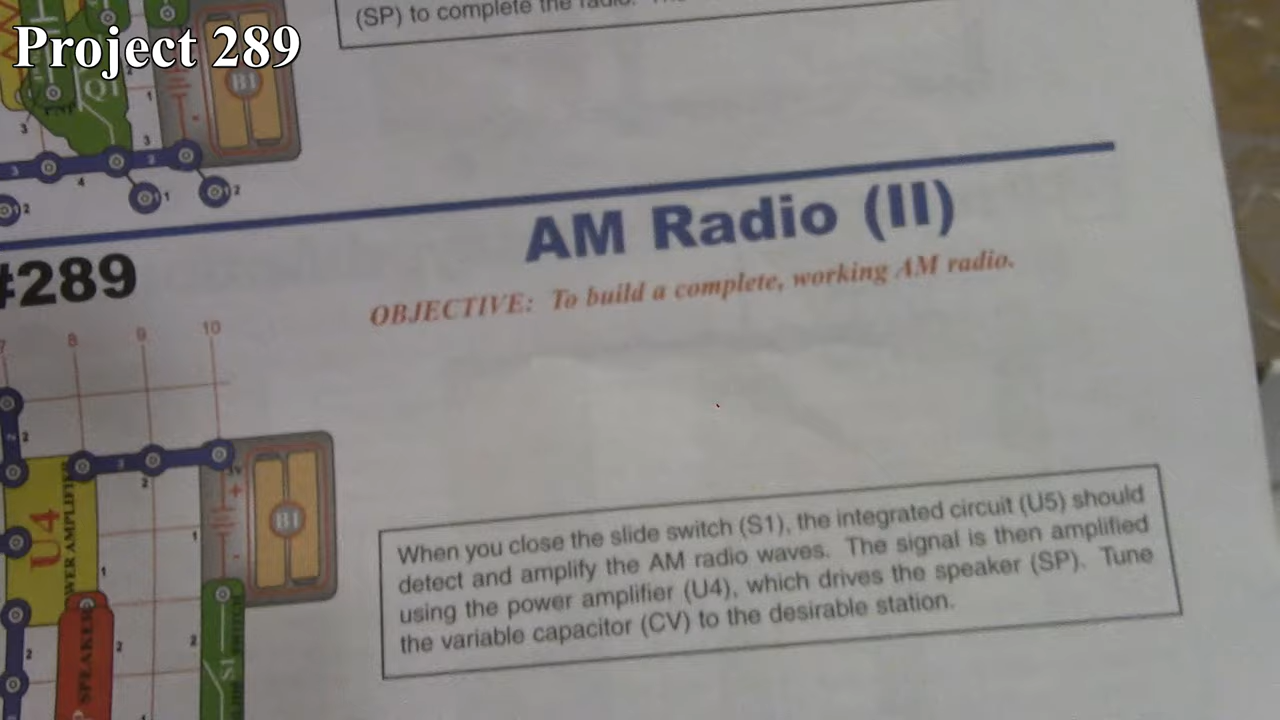 Project 289
(SP) to complete the radio.
Q1
B1
AM Radio (II)
#289
OBJECTIVE: To build a complete, working AM radio.
7 8 9 10
B1
U4
SPEAKER
S1
When you close the slide switch (S1), the integrated circuit (U5) should
detect and amplify the AM radio waves. The signal is then amplified
using the power amplifier (U4), which drives the speaker (SP). Tune
the variable capacitor (CV) to the desirable station.